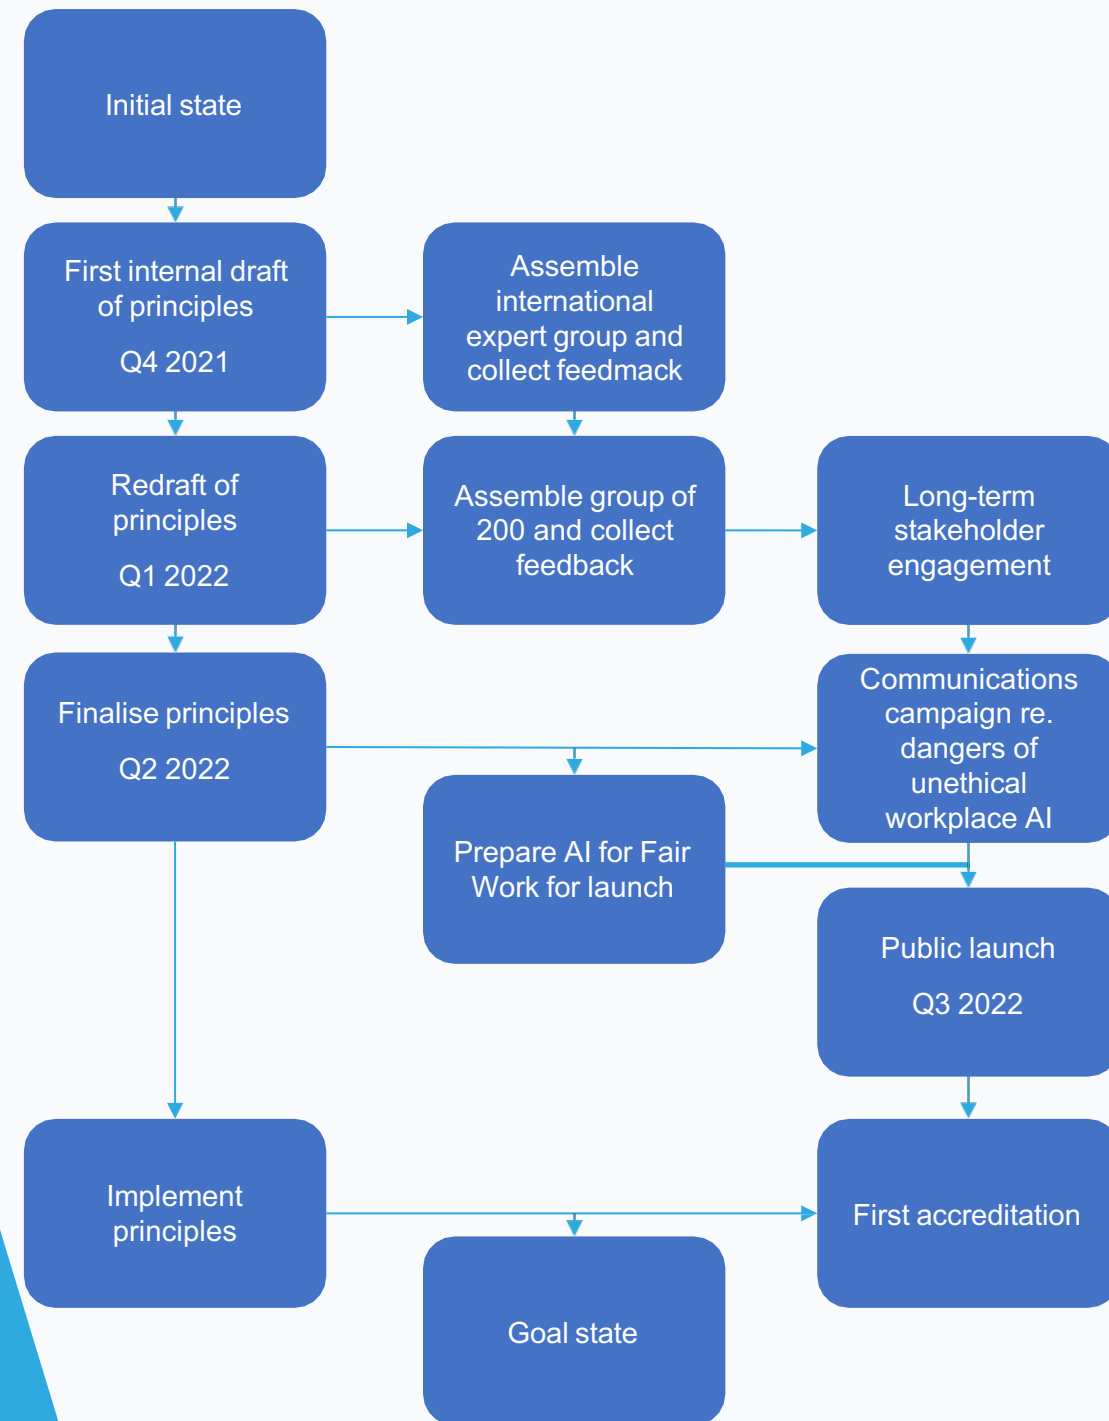 Initial state
First internal draft
of principles
Q4 2021
Assemble
international
expert group and
collect feedmack
Redraft of
principles
Q1 2022
Assemble group of
200 and collect
feedback
Long-term
stakeholder
engagement
Finalise principles
Q2 2022
Communications
campaign re.
dangers of
unethical
workplace AI
Prepare AI for Fair
Work for launch
Public launch
Q3 2022
Implement
principles
First accreditation
Goal state